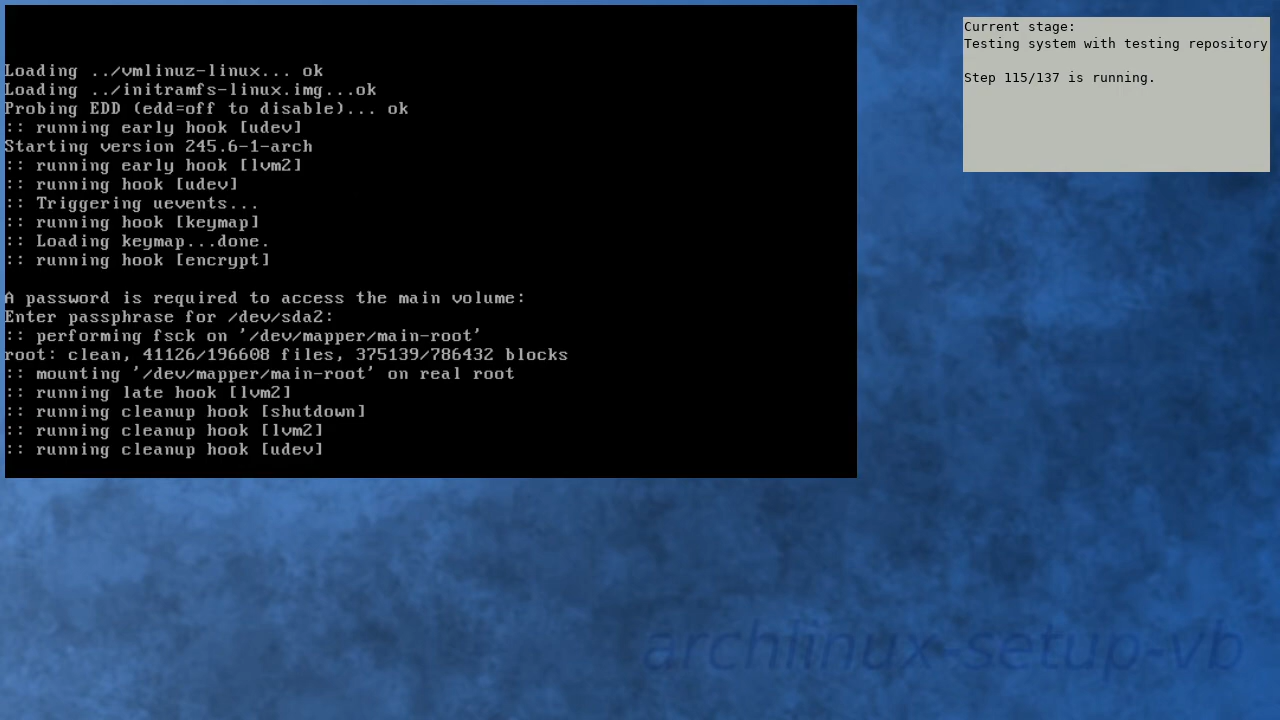 Loading ../vmlinuz-linux... ok
Loading ../initramfs-linux.img...ok
Probing EDD (edd=off to disable)... ok
:: running early hook [udev]
Starting version 245.6-1-arch
:: running early hook [lvm2]
:: running hook [udev]
:: Triggering uevents...
:: running hook [keymap]
:: Loading keymap...done.
:: running hook [encrypt]
A password is required to access the main volume:
Enter passphrase for /dev/sda2:
:: performing fsck on '/dev/mapper/main-root'
root: clean, 41126/196608 files, 375139/786432 blocks
:: mounting '/dev/mapper/main-root' on real root
:: running late hook [lvm2]
:: running cleanup hook [shutdown]
:: running cleanup hook [lvm2]
:: running cleanup hook [udev]
Current stage:
Testing system with testing repository
Step 115/137 is running.
archlinux-setup-vb